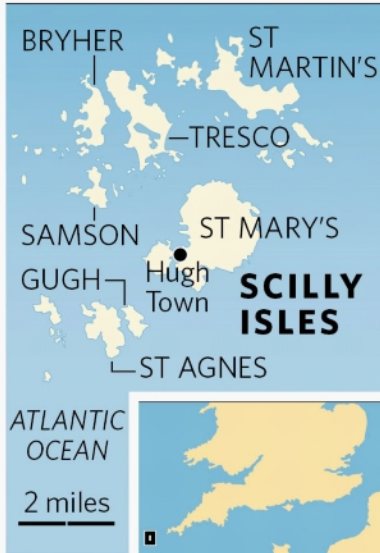 BRYHER
ST
MARTIN'S
TRESCO
SAMSON
ST MARY'S
GUGH
Hugh
Town
SCILLY
ISLES
ST AGNES
ATLANTIC
OCEAN
2 miles